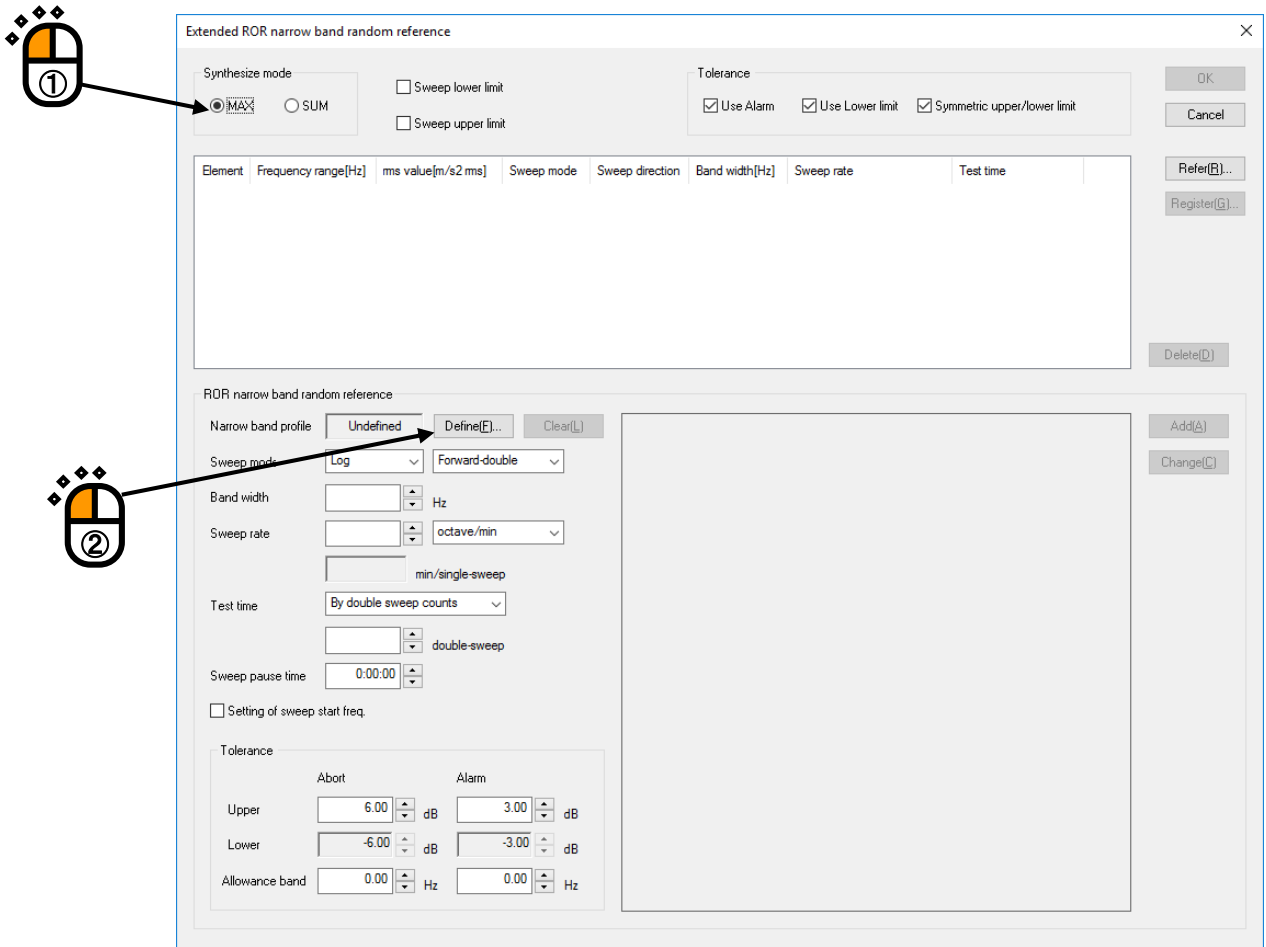 Extended ROR narrow band random reference
Synthesize mode
MAX
SUM
Sweep lower limit
Sweep upper limit
Tolerance
Use Alarm
Use Lower limit
Symmetric upper/lower limit
OK
Cancel
①
Element Frequency range[Hz] rms value[m/s2 rms] Sweep mode Sweep direction Band width[Hz] Sweep rate Test time
Refer(R)...
Register(G)...
Delete(D)
ROR narrow band random reference
Narrow band profile Undefined Define(F)... Clear(L)
Add(A)
Sweep mode Log Forward-double
Change(C)
Band width Hz
②
Sweep rate octave/min
min/single-sweep
Test time By double sweep counts
double-sweep
Sweep pause time 0:00:00
Setting of sweep start freq.
Tolerance
Abort Alarm
Upper 6.00 dB 3.00 dB
Lower -6.00 dB -3.00 dB
Allowance band 0.00 Hz 0.00 Hz